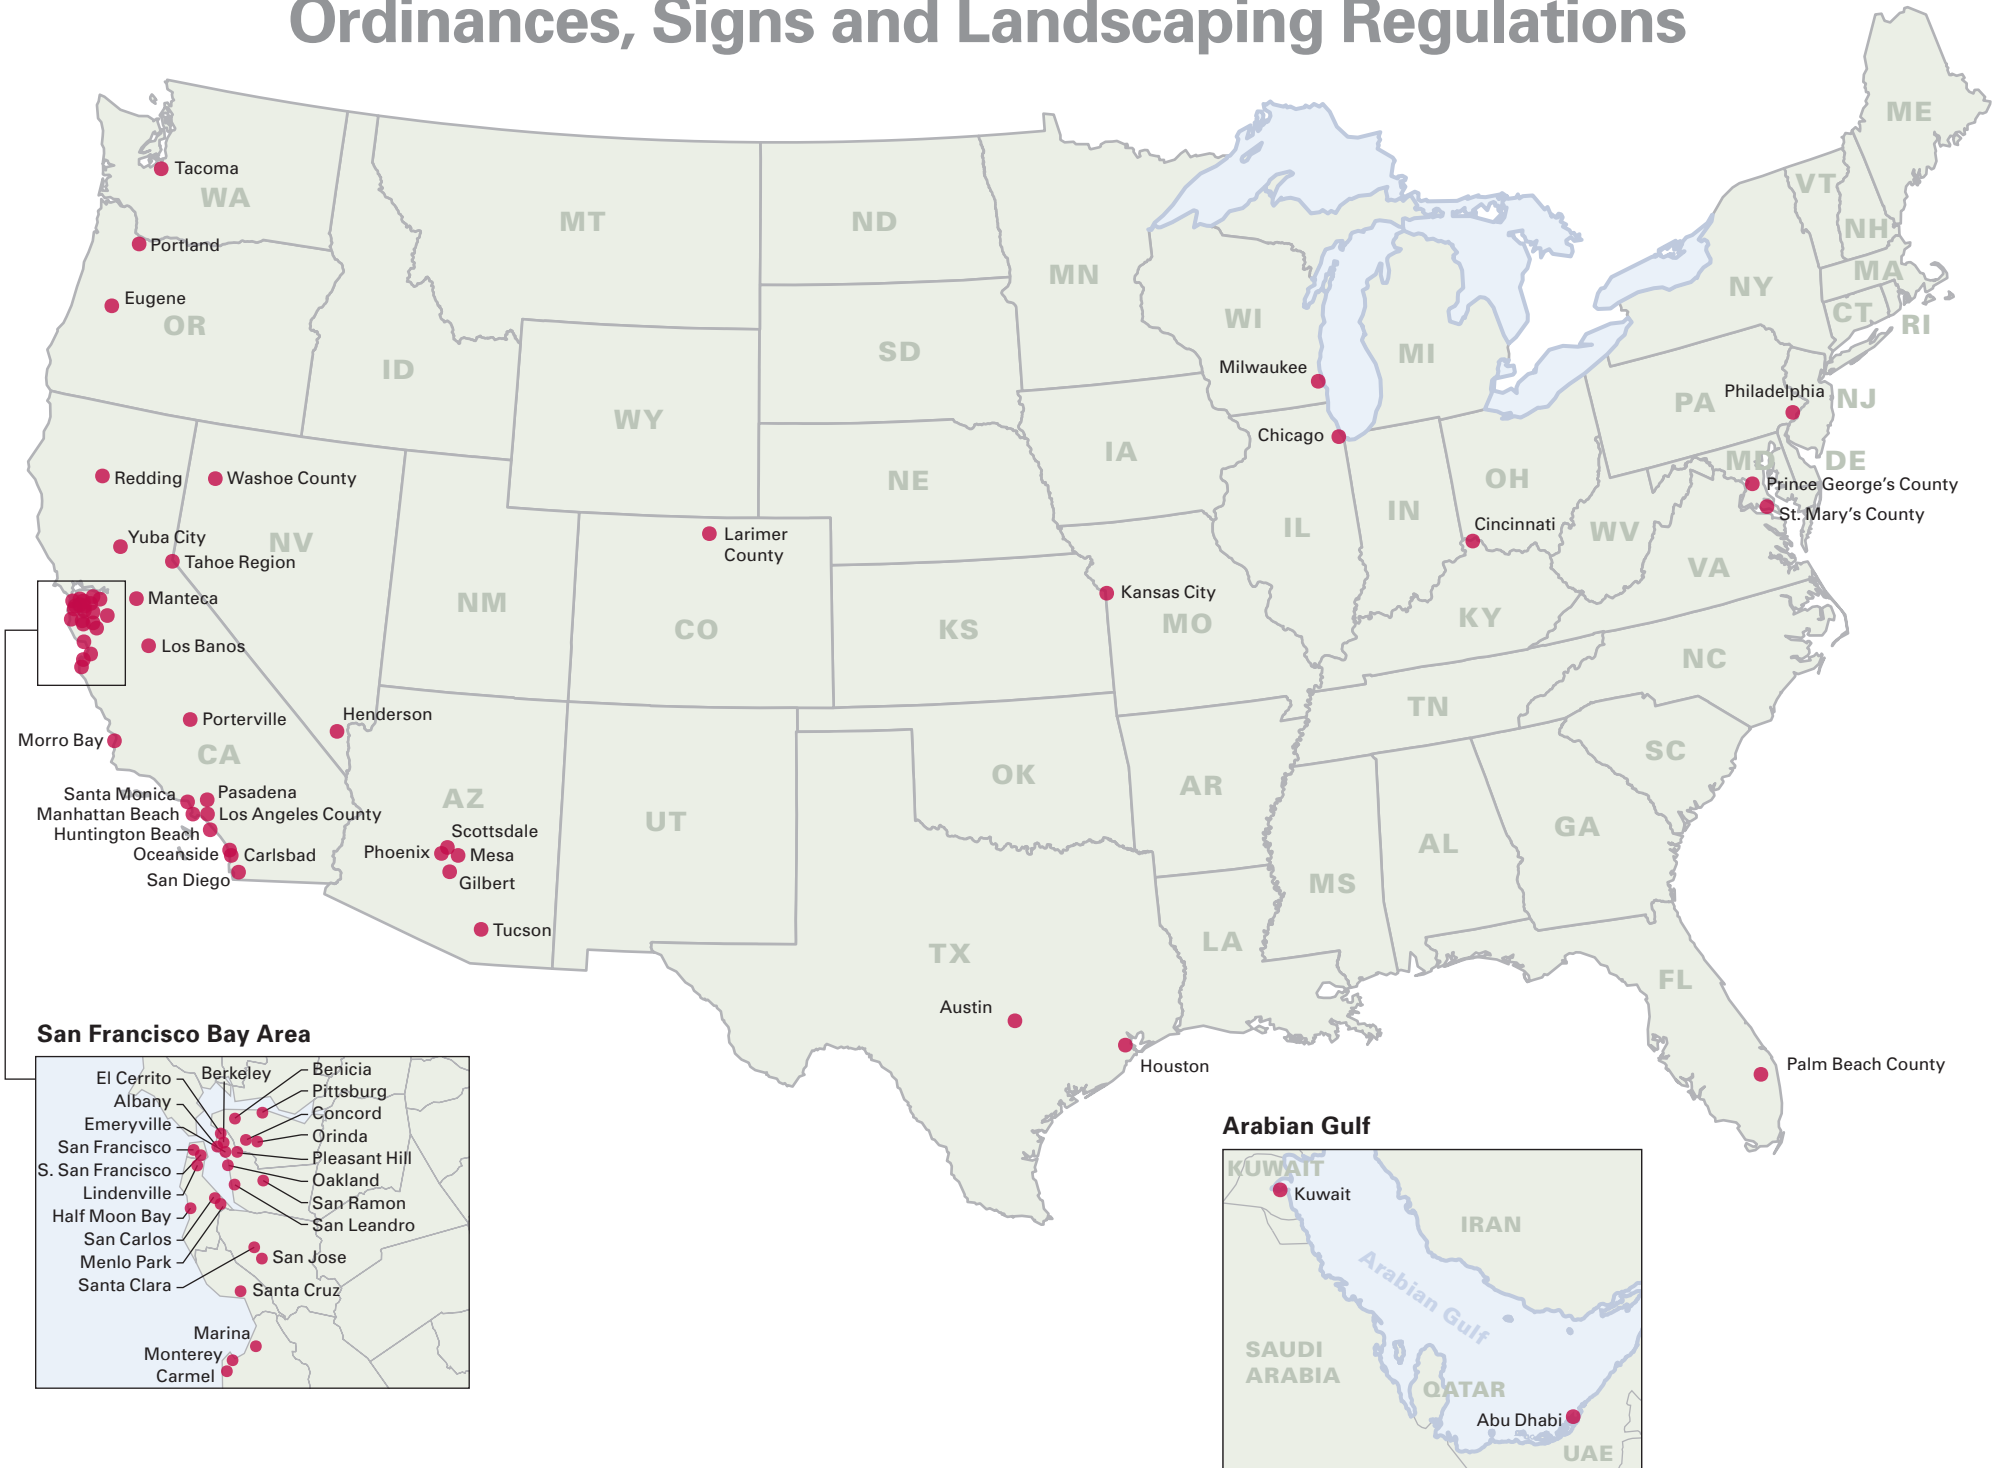 Ordinances, Signs and Landscaping Regulations
ME
Tacoma
WA
VT
MT
ND
NH
Portland
MN
MA
NY
Eugene
OR
WI
CT
RI
SD
MI
ID
Milwaukee
Philadelphia
WY
PA
NJ
Chicago
IA
MD
DE
Redding
Washoe County
NE
OH
Prince George's County
IN
St. Mary's County
Cincinnati
Yuba City
NV
Larimer
County
IL
WV
Tahoe Region
VA
Manteca
NM
Kansas City
CO
KS
MO
KY
Los Banos
NC
TN
Porterville
Henderson
Morro Bay
CA
SC
OK
AR
Santa Monica
Pasadena
AZ
Manhattan Beach
Los Angeles County
UT
GA
Huntington Beach
Scottsdale
AL
Oceanside
Carlsbad
Phoenix
Mesa
San Diego
Gilbert
MS
Tucson
TX
LA
FL
Austin
Houston
Palm Beach County
San Francisco Bay Area
El Cerrito
Berkeley
Benicia
Albany
Pittsburg
Emeryville
Concord
San Francisco
Orinda
S. San Francisco
Pleasant Hill
Lindenville
Oakland
Half Moon Bay
San Ramon
San Carlos
San Leandro
Menlo Park
San Jose
Santa Clara
Santa Cruz
Marina
Monterey
Carmel
Arabian Gulf
KUWAIT
Kuwait
IRAN
Arabian Gulf
SAUDI
ARABIA
QATAR
Abu Dhabi
UAE